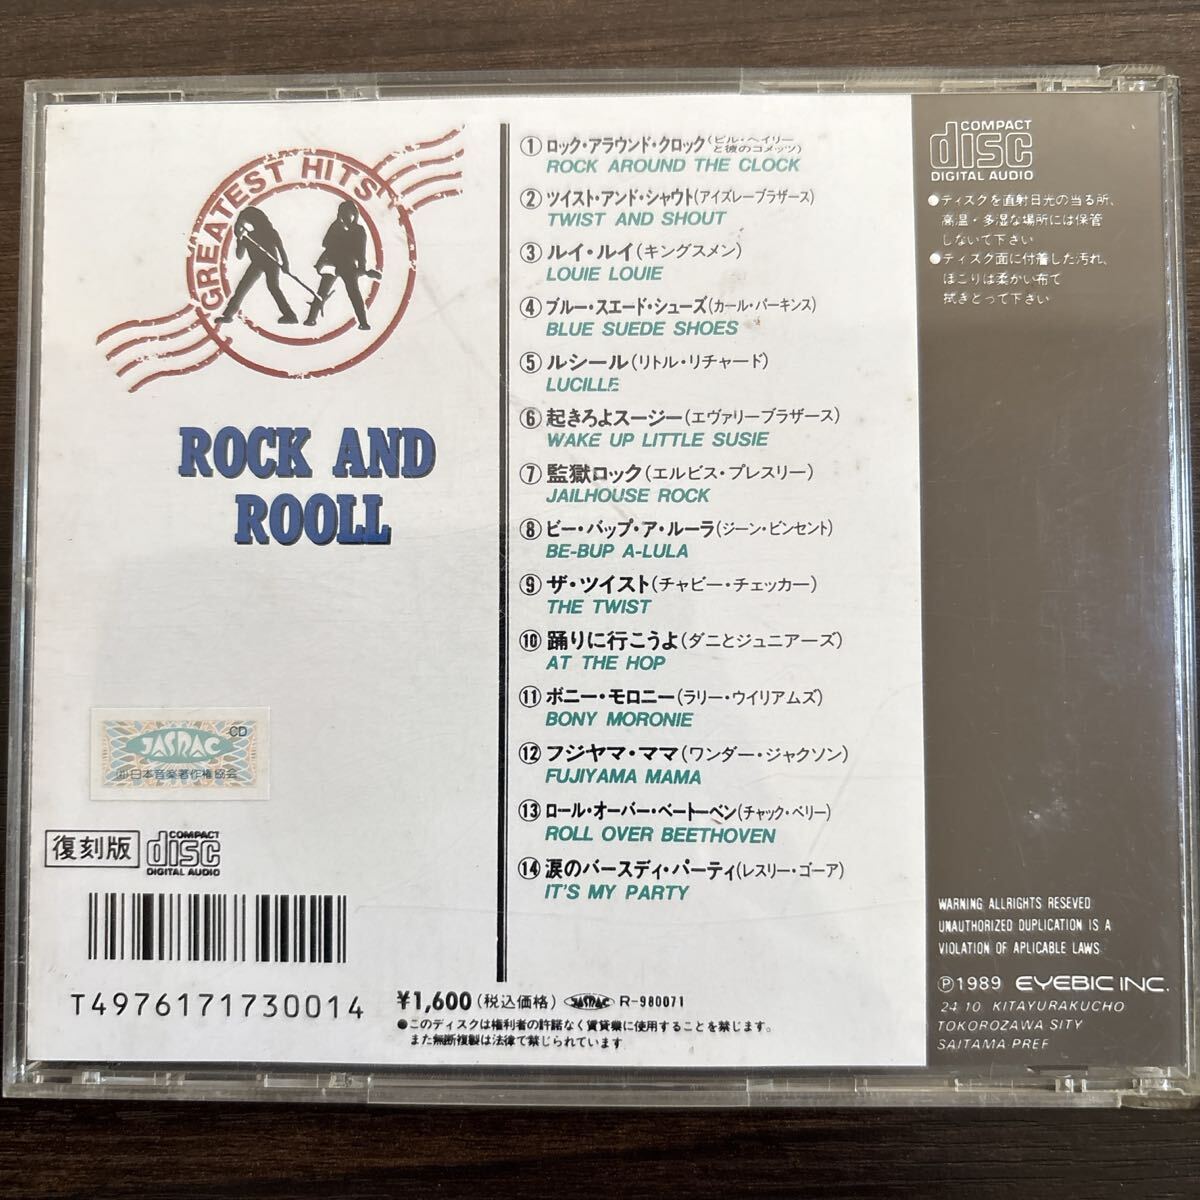 GREATEST HITS
ROCK AND
ROOLL
JASRAC
CD
(社)日本音楽著作権協会
復刻版
COMPACT
disc
DIGITAL AUDIO
T4976171730014
① ロック・アラウンド・クロック(ビル・ヘイリーと彼のコメッツ)
ROCK AROUND THE CLOCK
② ツイスト・アンド・シャウト(アイズレーブラザース)
TWIST AND SHOUT
③ ルイ・ルイ(キングスメン)
LOUIE LOUIE
④ ブルー・スエード・シューズ(カール・パーキンス)
BLUE SUEDE SHOES
⑤ ルシール(リトル・リチャード)
LUCILLE
⑥ 起きろよスージー(エヴァリーブラザース)
WAKE UP LITTLE SUSIE
⑦ 監獄ロック(エルビス・プレスリー)
JAILHOUSE ROCK
⑧ ビー・バップ・ア・ルーラ(ジーン・ビンセント)
BE-BUP A-LULA
⑨ ザ・ツイスト(チャビー・チェッカー)
THE TWIST
⑩ 踊りに行こうよ(ダニとジュニアーズ)
AT THE HOP
⑪ ボニー・モロニー(ラリー・ウイリアムズ)
BONY MORONIE
⑫ フジヤマ・ママ(ワンダー・ジャクソン)
FUJIYAMA MAMA
⑬ ロール・オーバー・ベートーベン(チャック・ベリー)
ROLL OVER BEETHOVEN
⑭ 涙のバースディ・パーティ(レスリー・ゴーア)
IT'S MY PARTY
¥1,600(税込価格) JASRAC R-980071
●このディスクは権利者の許諾なく賃貸業に使用することを禁じます。
また無断複製は法律で禁じられています
COMPACT
disc
DIGITAL AUDIO
●ディスクを直射日光の当る所、
高温・多湿な場所には保管
しないて下さい
●ディスク面に付着した汚れ、
ほこりは柔かい布て
拭きとって下さい
WARNING ALLRIGHTS RESEVED
UNAUTHORIZED DUPLICATION IS A
VIOLATION OF APLICABLE LAWS
Ⓟ1989 EYEBIC INC.
24 10. KITAYURAKUCHO
TOKOROZAWA SITY
SAITAMA PREF